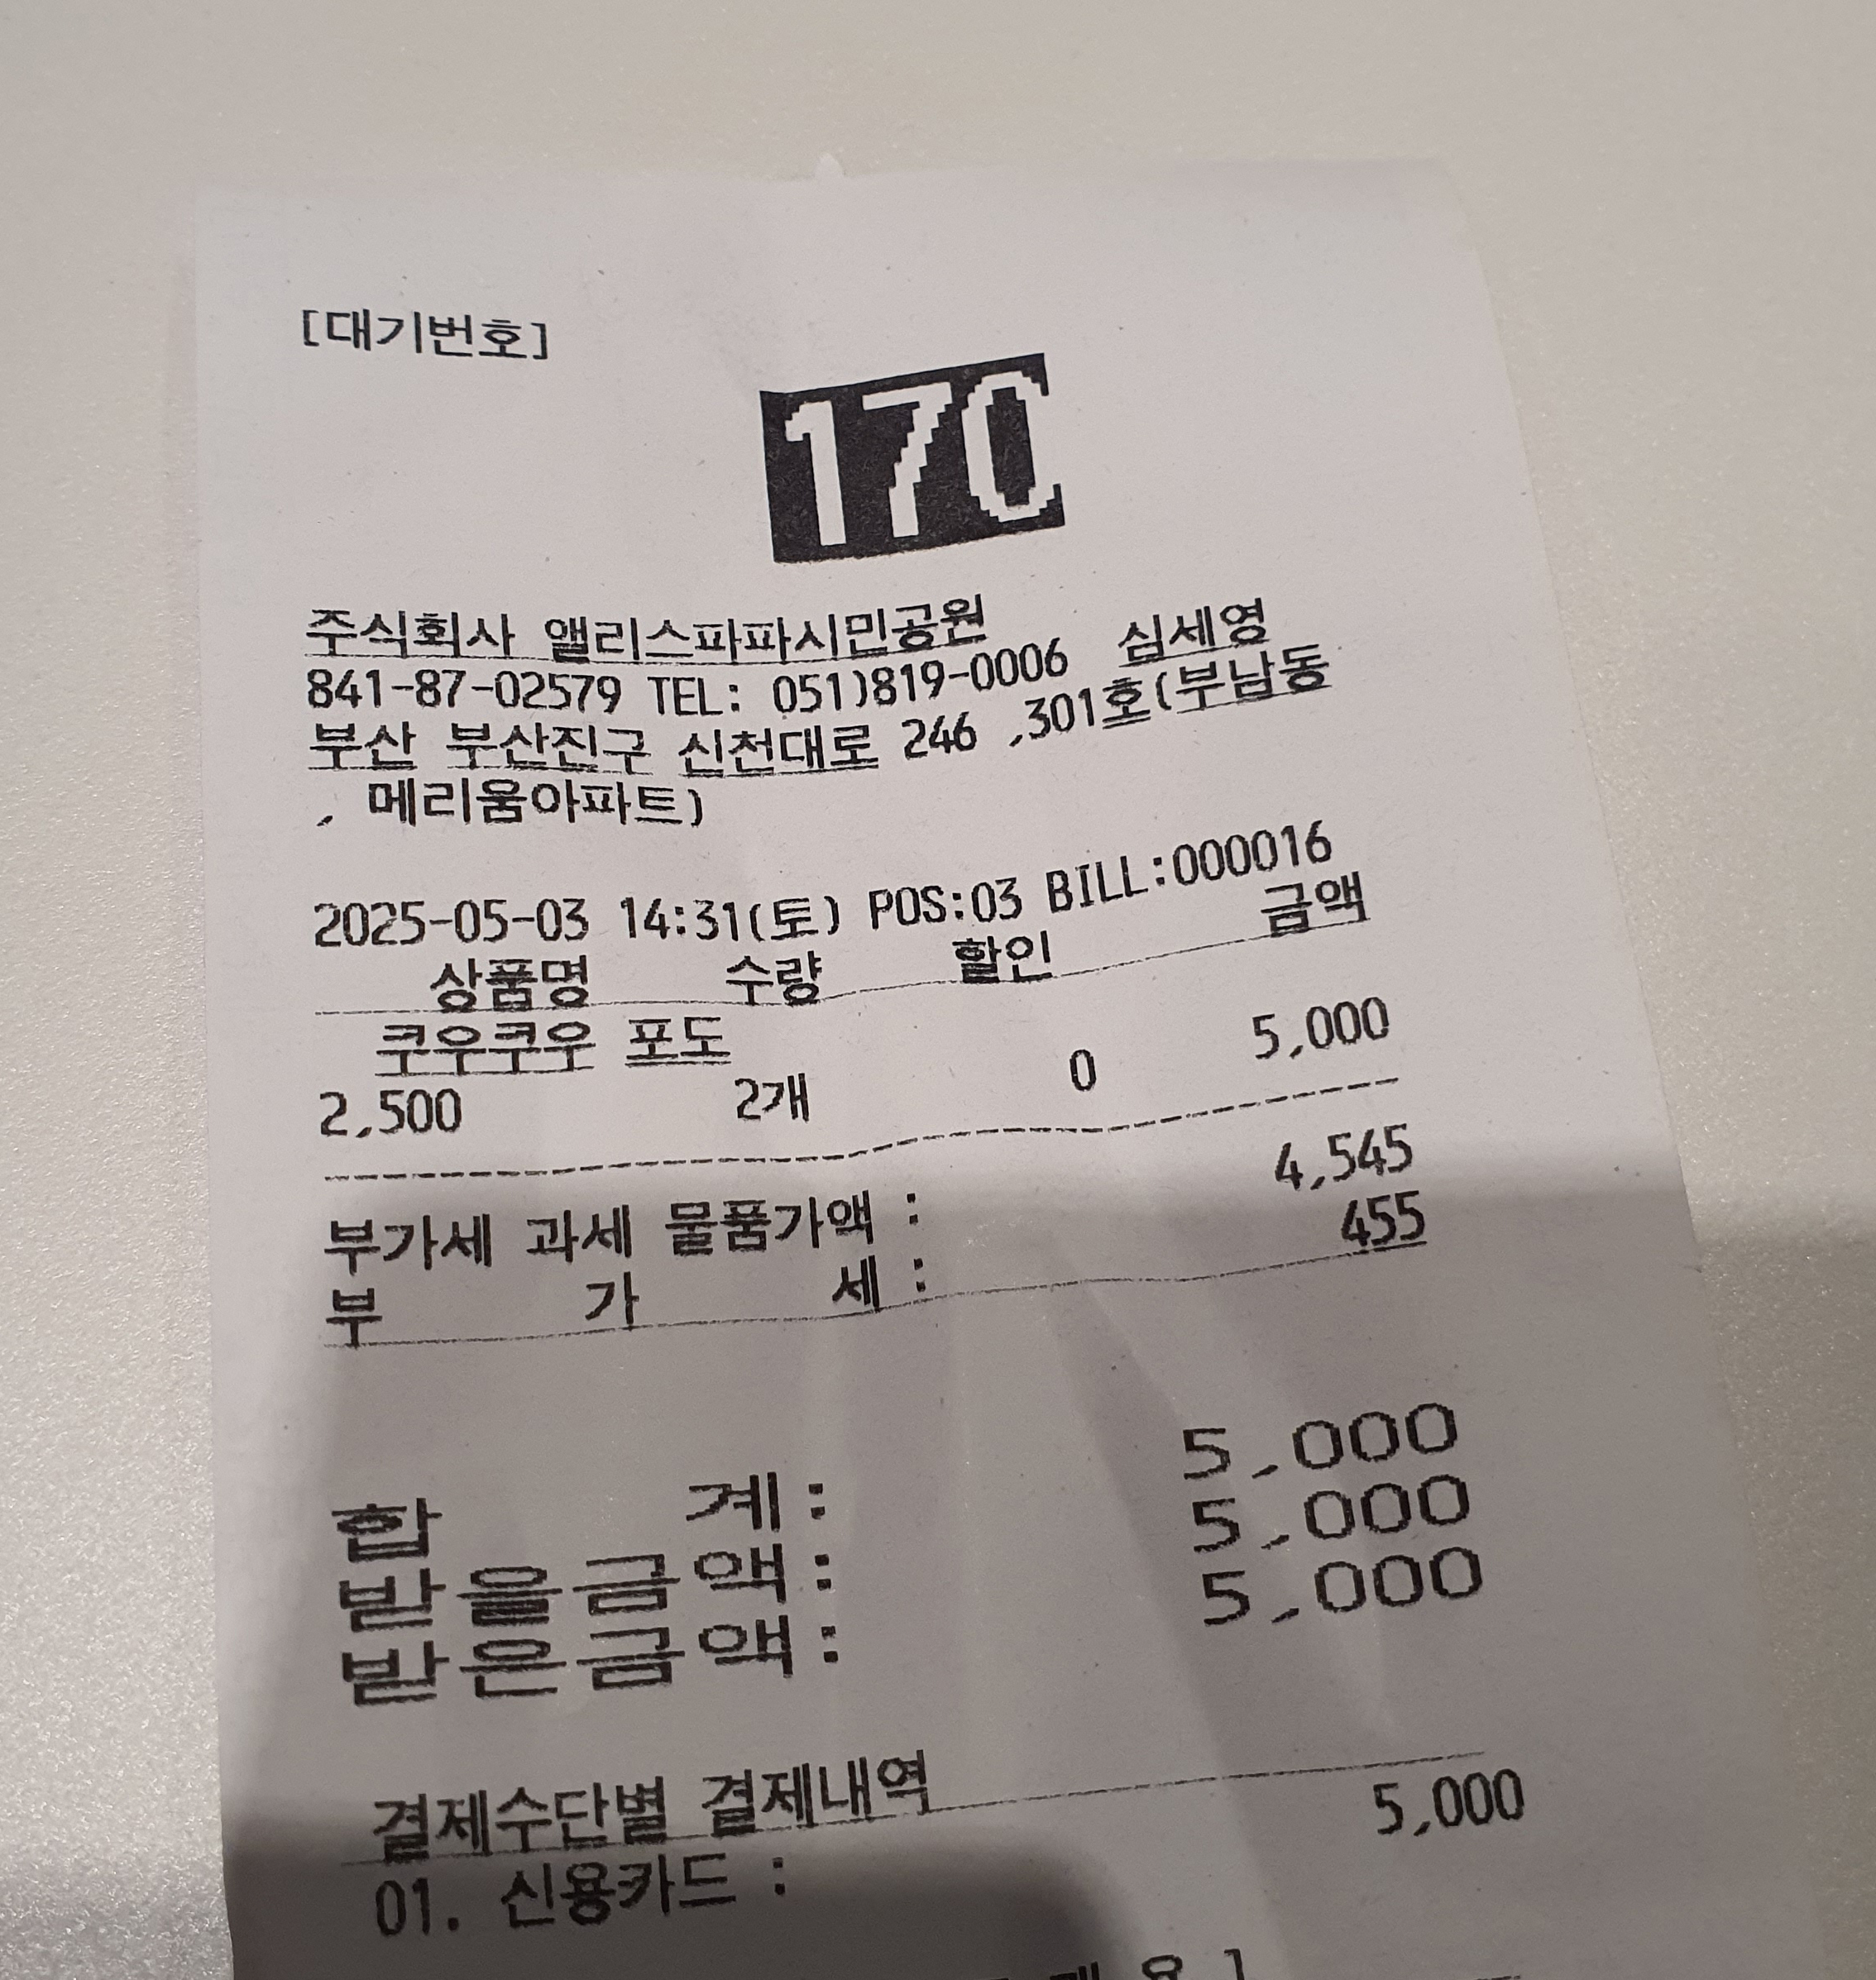 [대기번호]
170
주식회사 앨리스파파시민공원 심세영
841-87-02579 TEL: 051)819-0006
부산 부산진구 신천대로 246 ,301호(부남동
, 메리움아파트)
2025-05-03 14:31(토) POS:03 BILL:000016
상품명 수량 할인 금액
쿠우쿠우 포도
2,500 2개 0 5,000
부가세 과세 물품가액 : 4,545
부 가 세 : 455
합 계: 5,000
받을금액: 5,000
받은금액: 5,000
결제수단별 결제내역
01. 신용카드 : 5,000